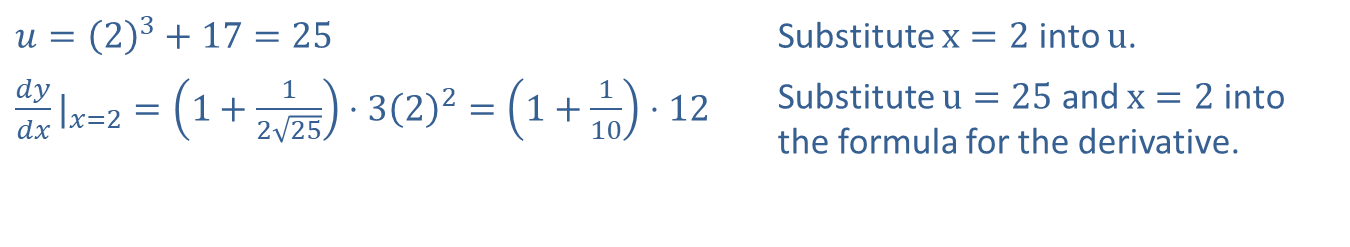 u = (2)³ + 17 = 25 Substitute x = 2 into u.
dy/dx |x=2 = (1 + 1/(2√25)) · 3(2)² = (1 + 1/10) · 12 Substitute u = 25 and x = 2 into
the formula for the derivative.